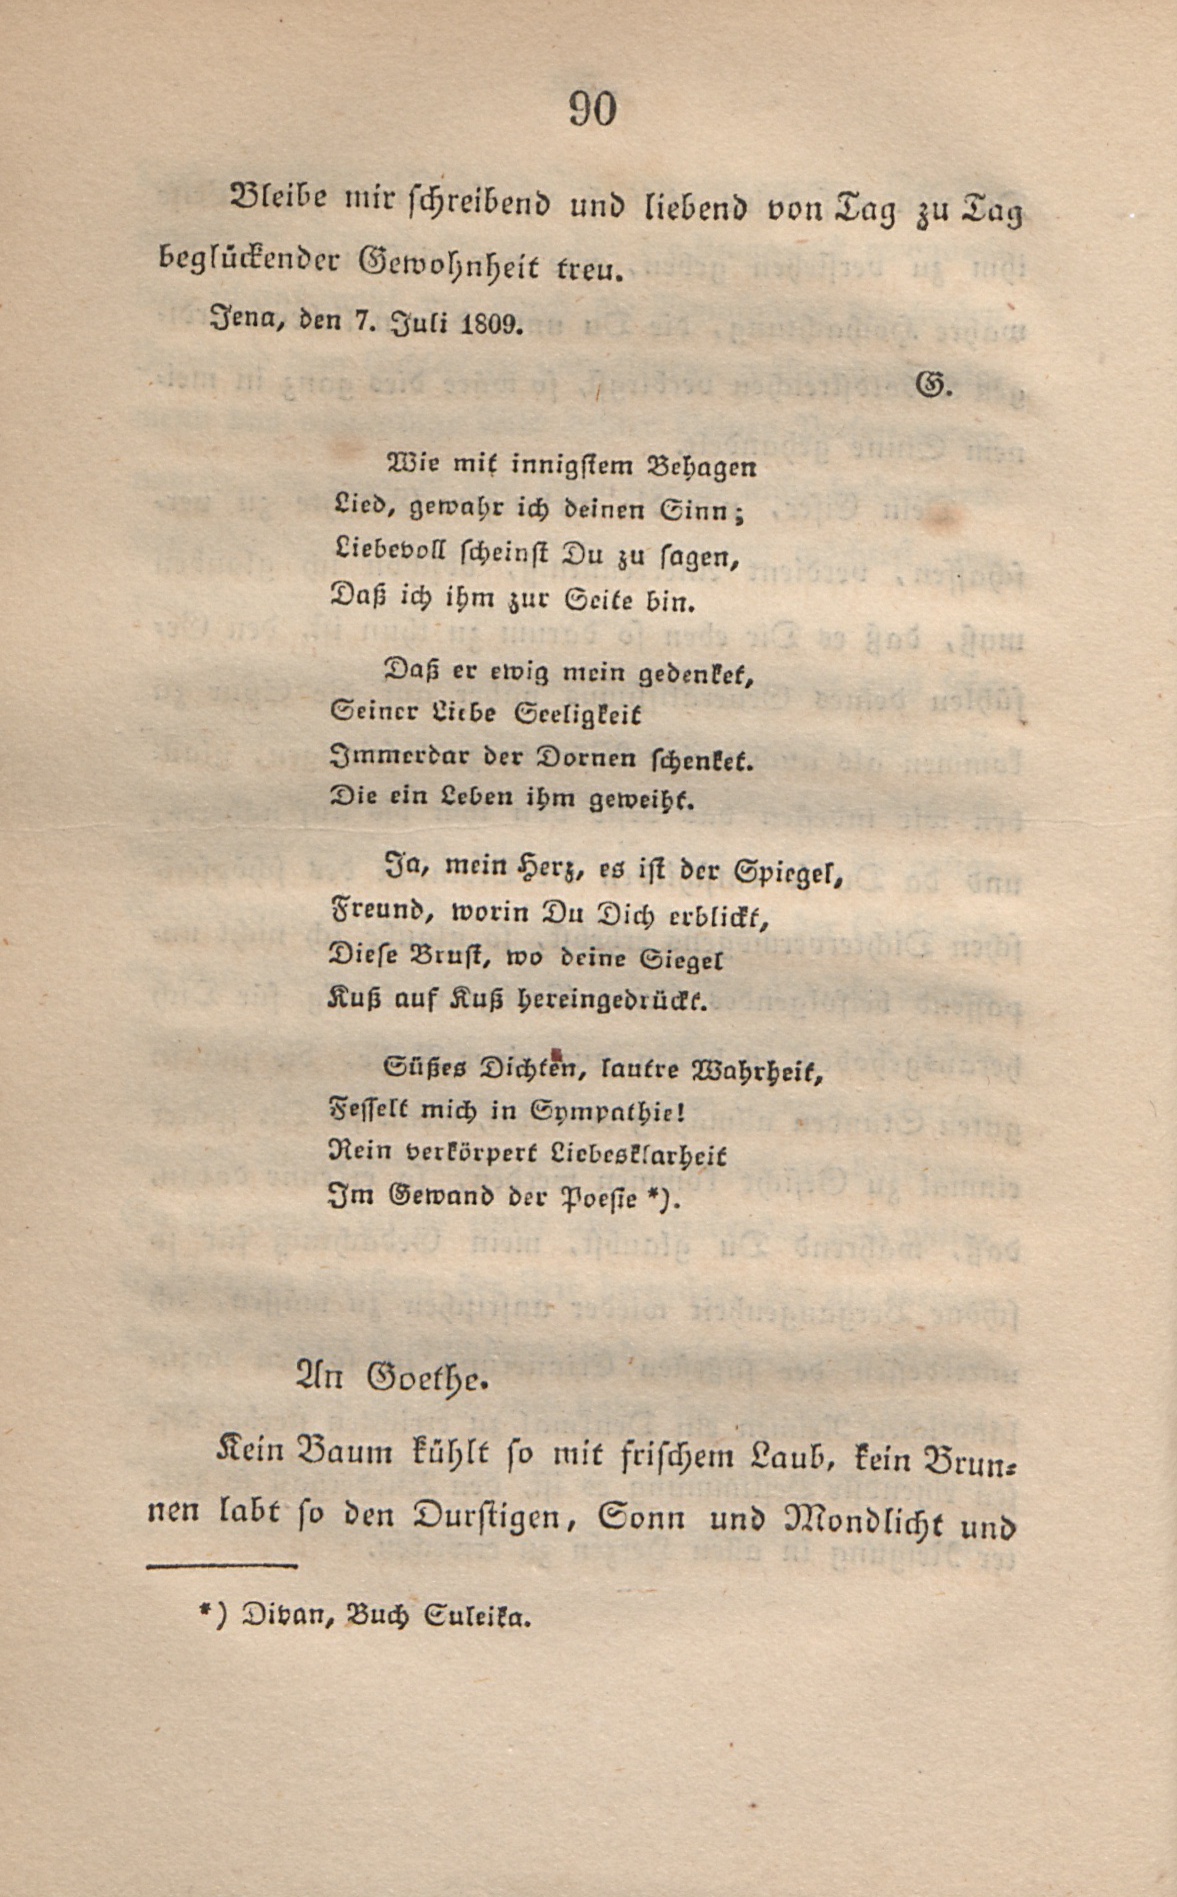 90
Bleibe mir schreibend und liebend von Tag zu Tag
beglückender Gewohnheit treu.
Jena, den 7. Juli 1809.
G.
Wie mit innigstem Behagen
Lied, gewahr ich deinen Sinn;
Liebevoll scheinst Du zu sagen,
Daß ich ihm zur Seite bin.
Daß er ewig mein gedenket,
Seiner Liebe Seeligkeit
Immerdar der Dornen schenket.
Die ein Leben ihm geweiht.
Ja, mein Herz, es ist der Spiegel,
Freund, worin Du Dich erblickt,
Diese Brust, wo deine Siegel
Kuß auf Kuß hereingedrückt.
Süßes Dichten, lautre Wahrheit,
Fesselt mich in Sympathie!
Rein verkörpert Liebesklarheit
Im Gewand der Poesie *).
An Goethe.
Kein Baum kühlt so mit frischem Laub, kein Brun-
nen labt so den Durstigen, Sonn und Mondlicht und
*) Divan, Buch Suleika.